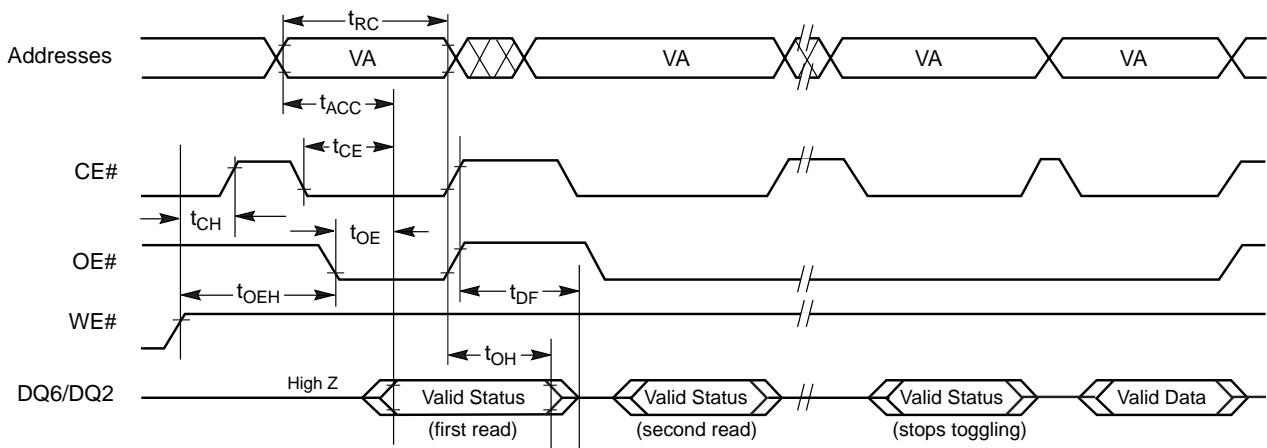 tRC
Addresses VA VA VA VA
tACC
tCE
CE#
tCH tOE
OE#
tOEH tDF
WE#
tOH
High Z
DQ6/DQ2 Valid Status Valid Status Valid Status Valid Data
(first read) (second read) (stops toggling)